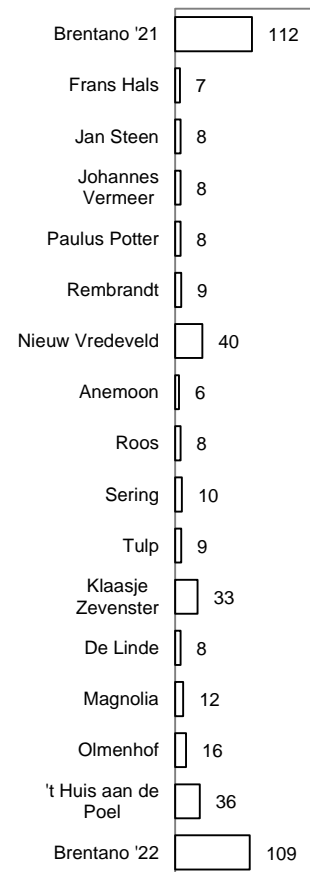 Brentano '21 112
Frans Hals 7
Jan Steen 8
Johannes
Vermeer 8
Paulus Potter 8
Rembrandt 9
Nieuw Vredeveld 40
Anemoon 6
Roos 8
Sering 10
Tulp 9
Klaasje
Zevenster 33
De Linde 8
Magnolia 12
Olmenhof 16
't Huis aan de
Poel 36
Brentano '22 109